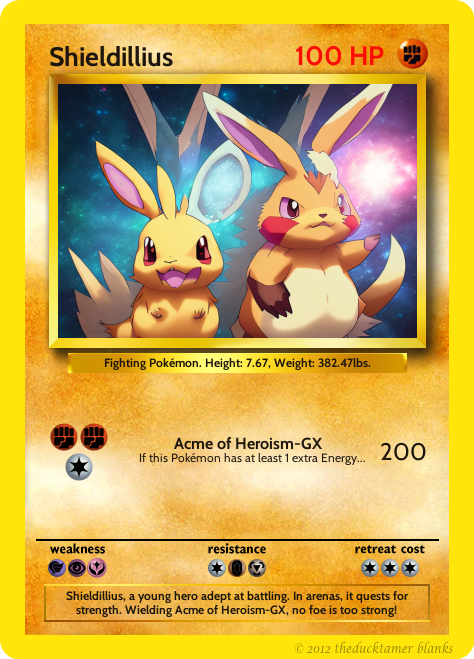 Shieldillius
100 HP
Fighting Pokémon. Height: 7.67, Weight: 382.47lbs.
Acme of Heroism-GX
If this Pokémon has at least 1 extra Energy...
200
weakness
resistance
retreat cost
Shieldillius, a young hero adept at battling. In arenas, it quests for
strength. Wielding Acme of Heroism-GX, no foe is too strong!
© 2012 theducktamer blanks